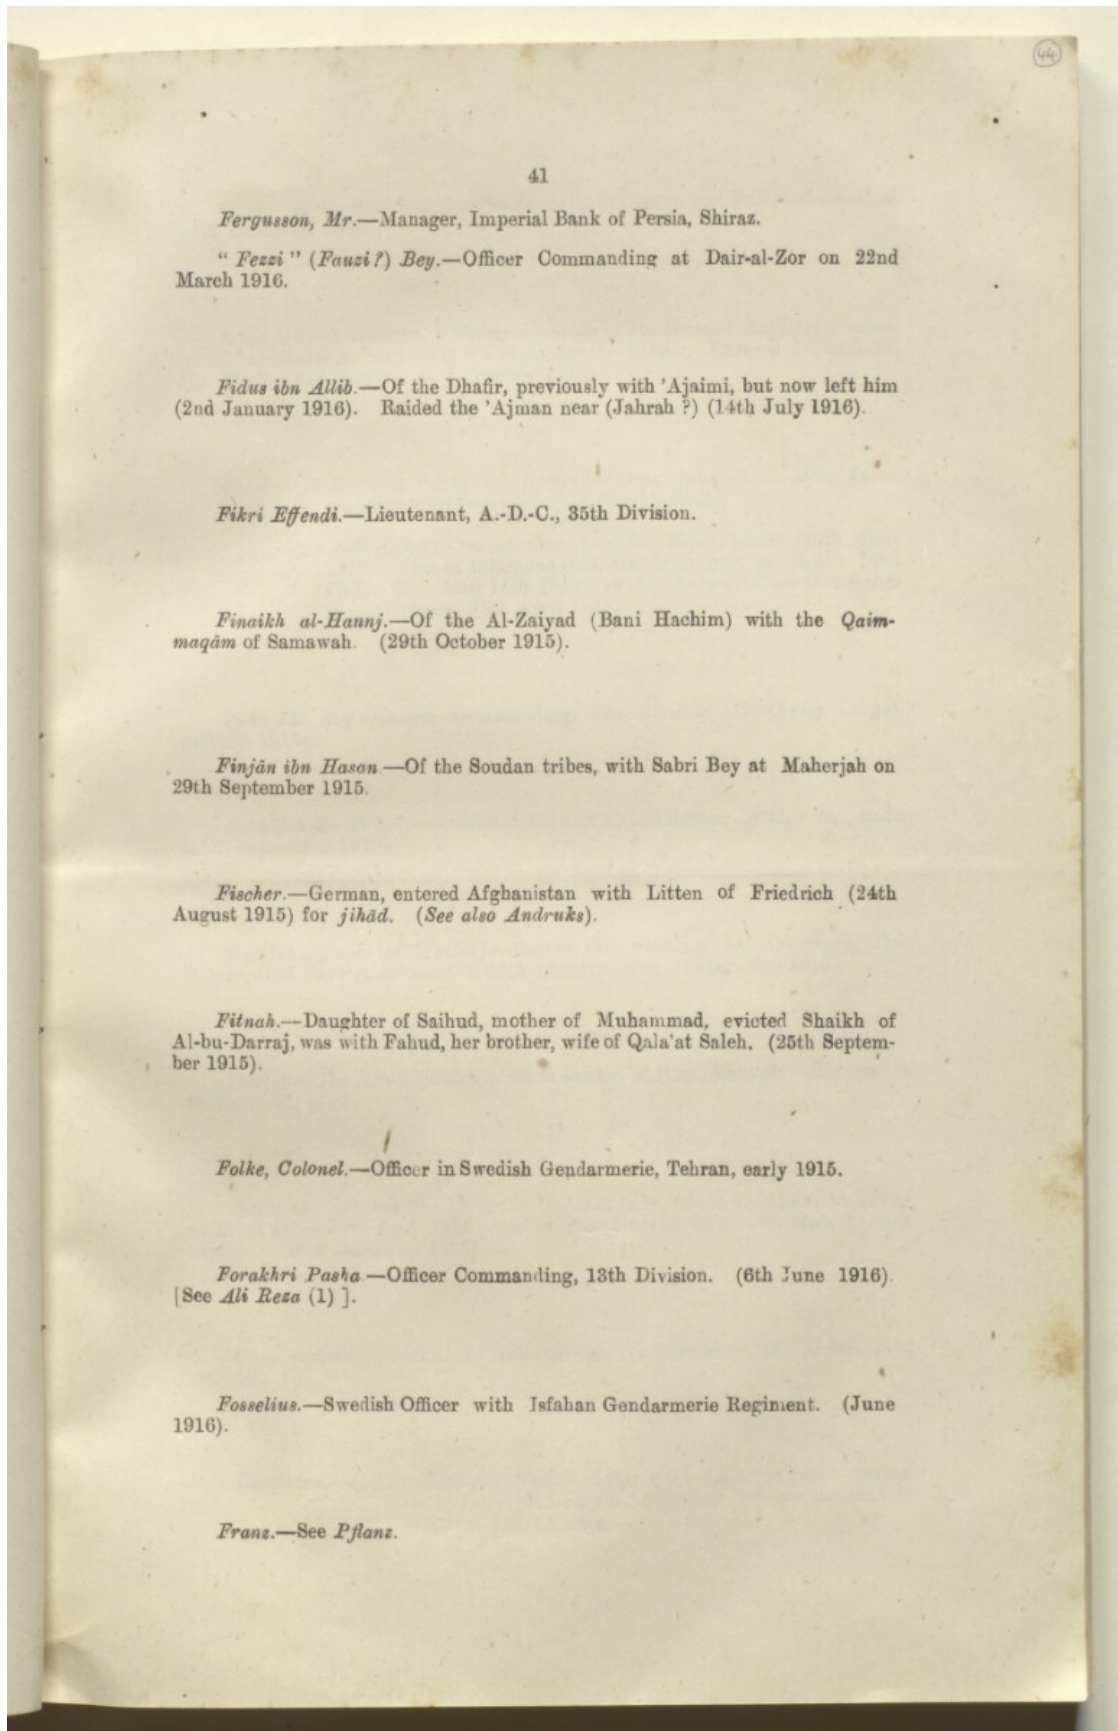 44
41
Fergusson, Mr.—Manager, Imperial Bank of Persia, Shiraz.
" Fezzi " (Fauzi ?) Bey.—Officer Commanding at Dair-al-Zor on 22nd
March 1916.
Fidus ibn Allib.—Of the Dhafir, previously with 'Ajaimi, but now left him
(2nd January 1916). Raided the 'Ajman near (Jahrah ?) (14th July 1916).
Fikri Effendi.—Lieutenant, A.-D.-C., 35th Division.
Finaikh al-Hannj.—Of the Al-Zaiyad (Bani Hachim) with the Qaim-
maqām of Samawah. (29th October 1915).
Finjān ibn Hason.—Of the Soudan tribes, with Sabri Bey at Maherjah on
29th September 1915.
Fischer.—German, entered Afghanistan with Litten of Friedrich (24th
August 1915) for jihād. (See also Andruks).
Fitnah.—Daughter of Saihud, mother of Muhammad, evicted Shaikh of
Al-bu-Darraj, was with Fahud, her brother, wife of Qala'at Saleh. (25th Septem-
ber 1915).
Folke, Colonel.—Officer in Swedish Gendarmerie, Tehran, early 1915.
Forakhri Pasha.—Officer Commanding, 13th Division. (6th June 1916).
[See Ali Reza (1) ].
Fosselius.—Swedish Officer with Isfahan Gendarmerie Regiment. (June
1916).
Franz.—See Pflanz.